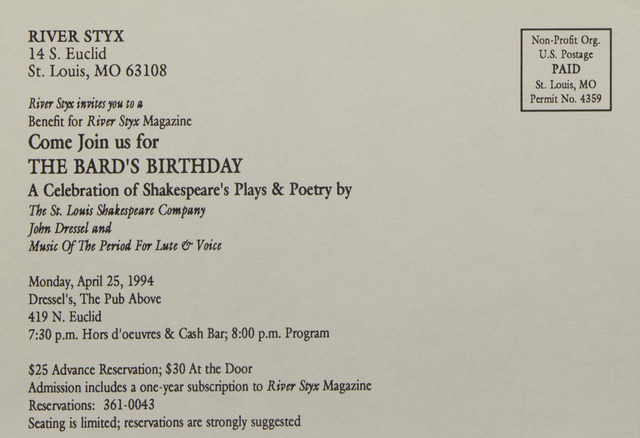 RIVER STYX
14 S. Euclid
St. Louis, MO 63108
Non-Profit Org.
U.S. Postage
PAID
St. Louis, MO
Permit No. 4359
River Styx invites you to a
Benefit for River Styx Magazine
Come Join us for
THE BARD'S BIRTHDAY
A Celebration of Shakespeare's Plays & Poetry by
The St. Louis Shakespeare Company
John Dressel and
Music Of The Period For Lute & Voice
Monday, April 25, 1994
Dressel's, The Pub Above
419 N. Euclid
7:30 p.m. Hors d'oeuvres & Cash Bar; 8:00 p.m. Program
$25 Advance Reservation; $30 At the Door
Admission includes a one-year subscription to River Styx Magazine
Reservations: 361-0043
Seating is limited; reservations are strongly suggested